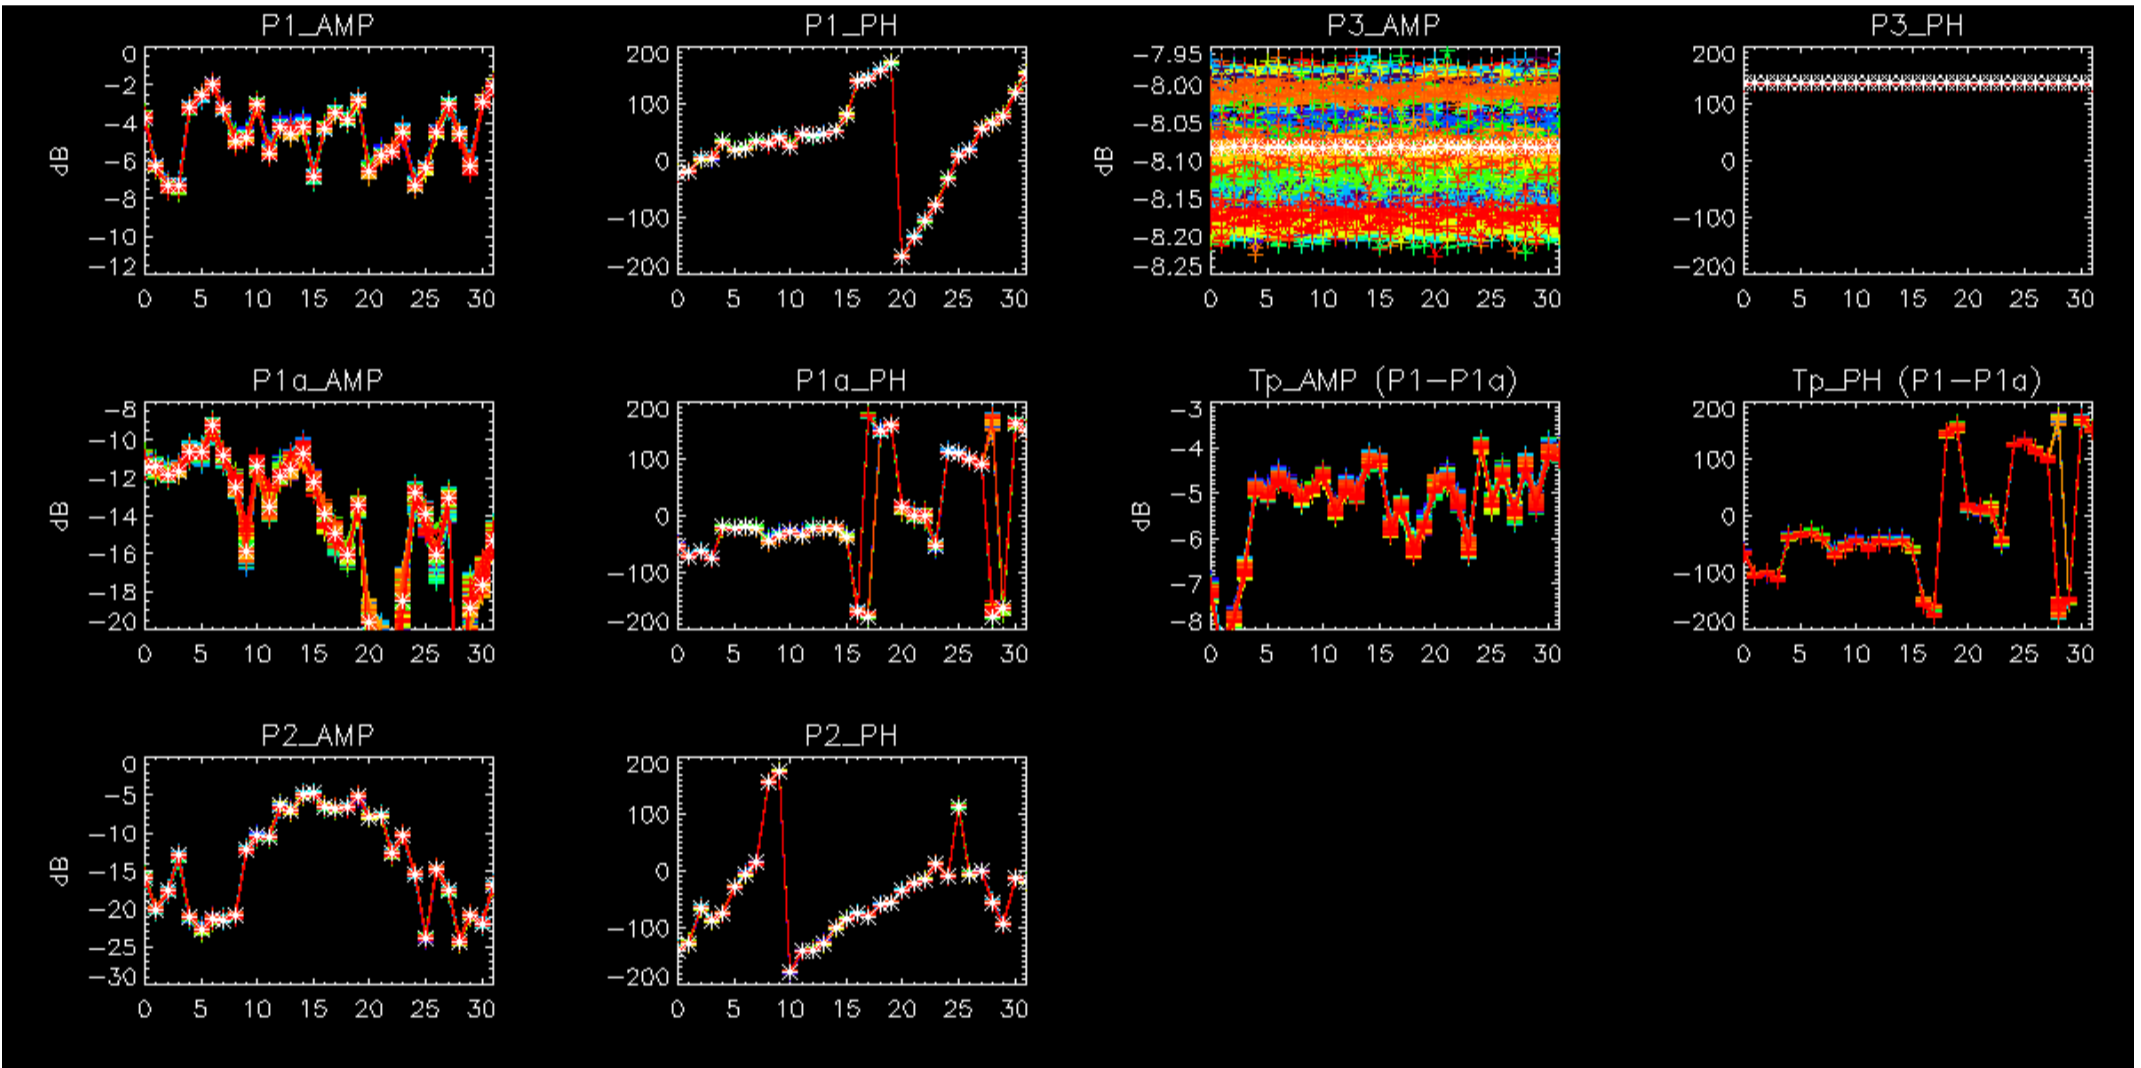 P1_AMP P1_PH P3_AMP P3_PH
0 200 -7.95 200
-2 100 -8.00 100
-4 0 -8.05 0
-6 -100 -8.10 -100
-8 -200 -8.15 -200
-10 -8.20
-12 -8.25
dB dB
0 5 10 15 20 25 30 0 5 10 15 20 25 30 0 5 10 15 20 25 30 0 5 10 15 20 25 30
P1a_AMP P1a_PH Tp_AMP (P1-P1a) Tp_PH (P1-P1a)
-8 200 -3 200
-10 100 -4 100
-12 0 -5 0
-14 -100 -6 -100
-16 -200 -7 -200
-18 -8
-20
dB dB
0 5 10 15 20 25 30 0 5 10 15 20 25 30 0 5 10 15 20 25 30 0 5 10 15 20 25 30
P2_AMP P2_PH
0 200
-5 100
-10 0
-15 -100
-20 -200
-25
-30
dB
0 5 10 15 20 25 30 0 5 10 15 20 25 30